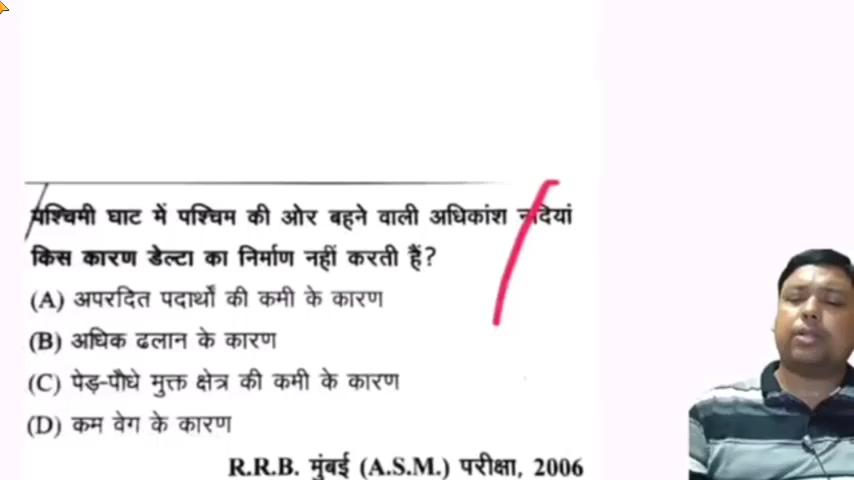 पश्चिमी घाट में पश्चिम की ओर बहने वाली अधिकांश नदियां
किस कारण डेल्टा का निर्माण नहीं करती हैं?
(A) अपरदित पदार्थों की कमी के कारण
(B) अधिक ढलान के कारण
(C) पेड़-पौधे मुक्त क्षेत्र की कमी के कारण
(D) कम वेग के कारण
R.R.B. मुंबई (A.S.M.) परीक्षा, 2006